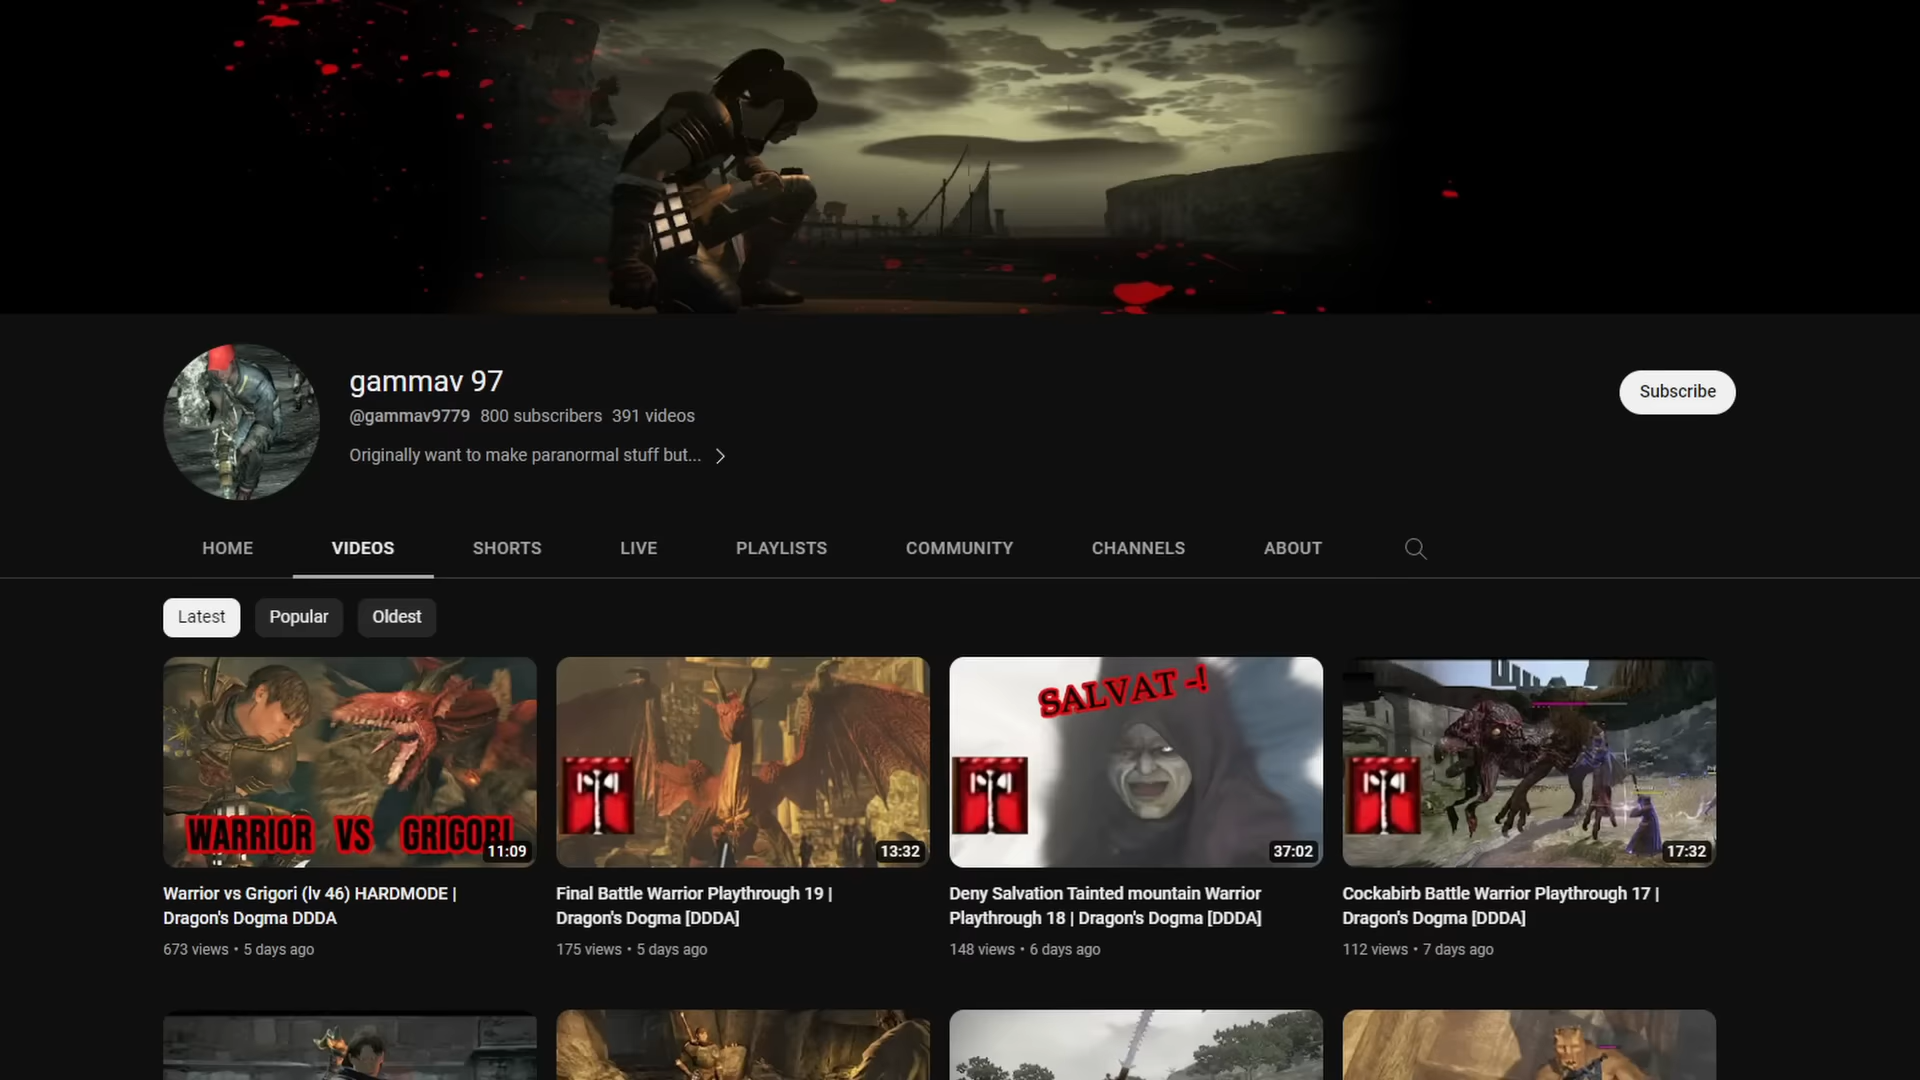 gammav 97
@gammav9779 800 subscribers 391 videos
Originally want to make paranormal stuff but...
Subscribe
HOME VIDEOS SHORTS LIVE PLAYLISTS COMMUNITY CHANNELS ABOUT
Latest Popular Oldest
WARRIOR VS GRIGORI
11:09
13:32
SALVAT -!
37:02
17:32
Warrior vs Grigori (lv 46) HARDMODE |
Dragon's Dogma DDDA
673 views • 5 days ago
Final Battle Warrior Playthrough 19 |
Dragon's Dogma [DDDA]
175 views • 5 days ago
Deny Salvation Tainted mountain Warrior
Playthrough 18 | Dragon's Dogma [DDDA]
148 views • 6 days ago
Cockabirb Battle Warrior Playthrough 17 |
Dragon's Dogma [DDDA]
112 views • 7 days ago